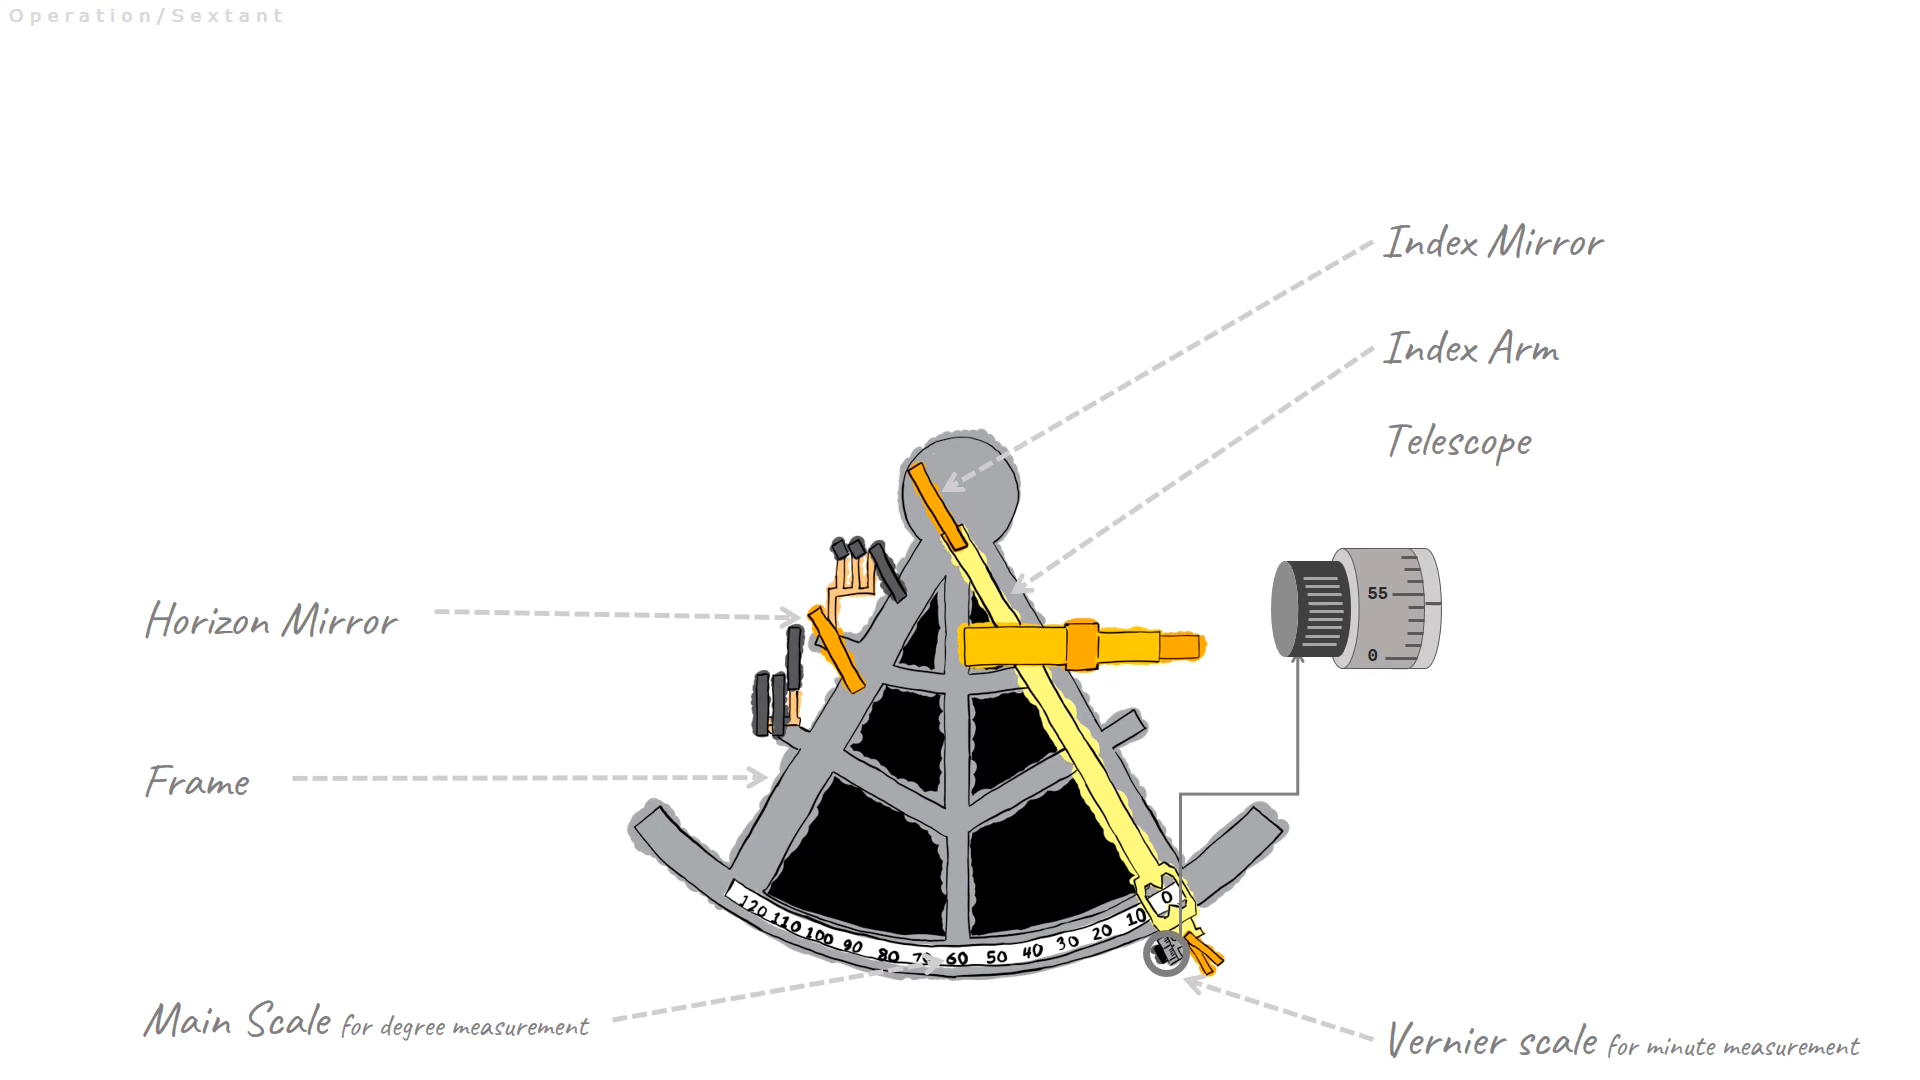 Operation/Sextant
Index Mirror
Index Arm
Telescope
55
0
Horizon Mirror
Frame
120 110 100 90 80 60 50 40 30 20 10 0
Main Scale for degree measurement
Vernier scale for minute measurement